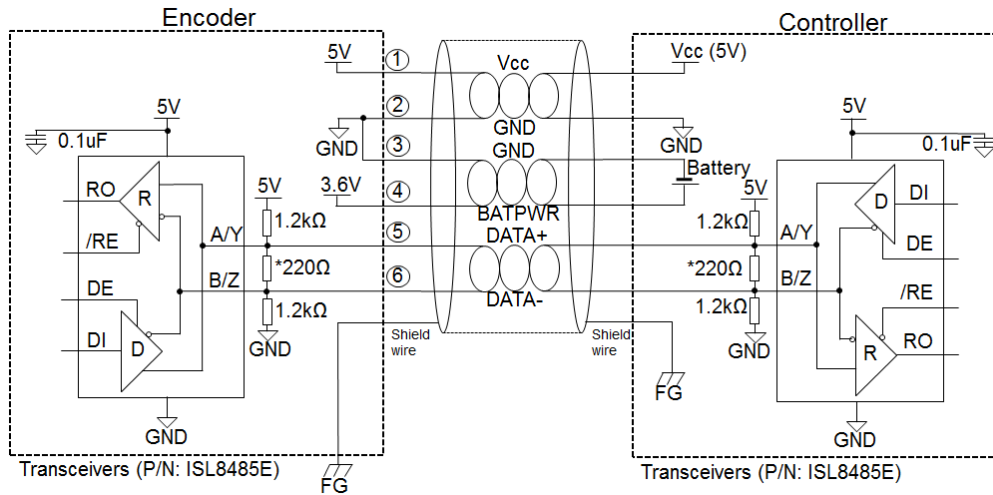 Encoder
Controller
5V
①
Vcc
Vcc (5V)
5V
0.1uF
②
GND
GND
GND
5V
0.1uF
③
GND
Battery
RO
R
5V
3.6V
④
BATPWR
5V
D
DI
/RE
1.2kΩ
⑤
DATA+
1.2kΩ
A/Y
A/Y
DE
*220Ω
*220Ω
DE
B/Z
⑥
DATA-
B/Z
/RE
1.2kΩ
1.2kΩ
DI
D
GND
Shield
wire
Shield
wire
GND
R
RO
GND
FG
GND
Transceivers (P/N: ISL8485E)
FG
Transceivers (P/N: ISL8485E)